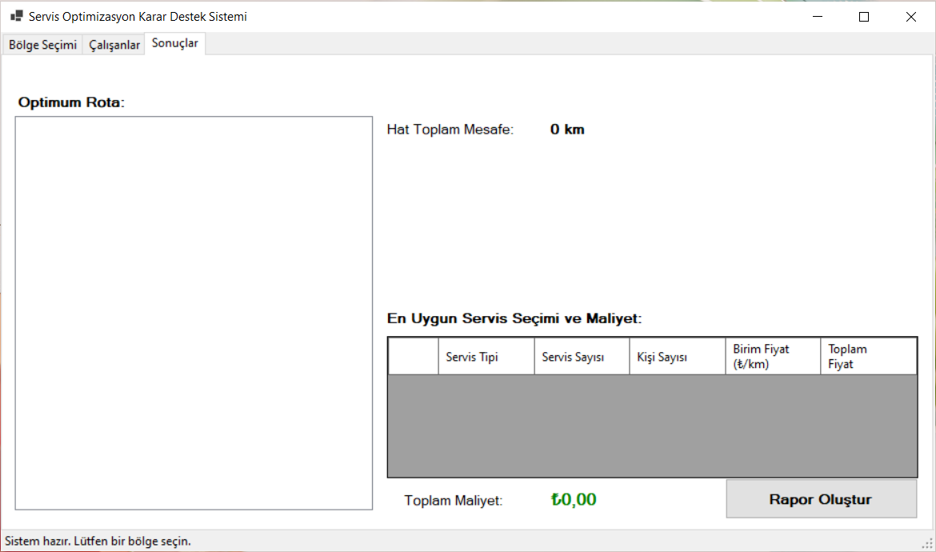 Servis Optimizasyon Karar Destek Sistemi
Bölge Seçimi Çalışanlar Sonuçlar
Optimum Rota:
Hat Toplam Mesafe: 0 km
En Uygun Servis Seçimi ve Maliyet:
Servis Tipi Servis Sayısı Kişi Sayısı Birim Fiyat (₺/km) Toplam Fiyat
Toplam Maliyet: ₺0,00 Rapor Oluştur
Sistem hazır. Lütfen bir bölge seçin.